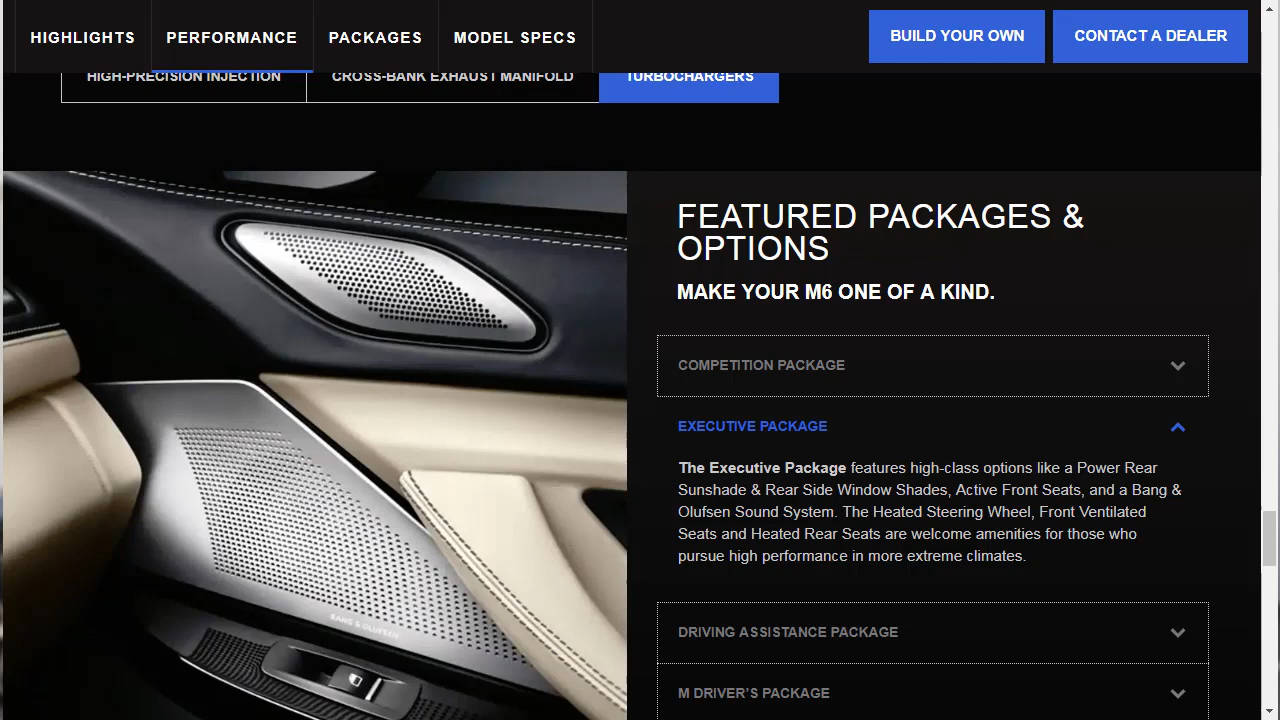 HIGHLIGHTS
PERFORMANCE
PACKAGES
MODEL SPECS
BUILD YOUR OWN
CONTACT A DEALER
HIGH-PRECISION INJECTION
CROSS-BANK EXHAUST MANIFOLD
TURBOCHARGERS
FEATURED PACKAGES &
OPTIONS
MAKE YOUR M6 ONE OF A KIND.
COMPETITION PACKAGE
EXECUTIVE PACKAGE
The Executive Package features high-class options like a Power Rear
Sunshade & Rear Side Window Shades, Active Front Seats, and a Bang &
Olufsen Sound System. The Heated Steering Wheel, Front Ventilated
Seats and Heated Rear Seats are welcome amenities for those who
pursue high performance in more extreme climates.
DRIVING ASSISTANCE PACKAGE
M DRIVER’S PACKAGE
BANG & OLUFSEN